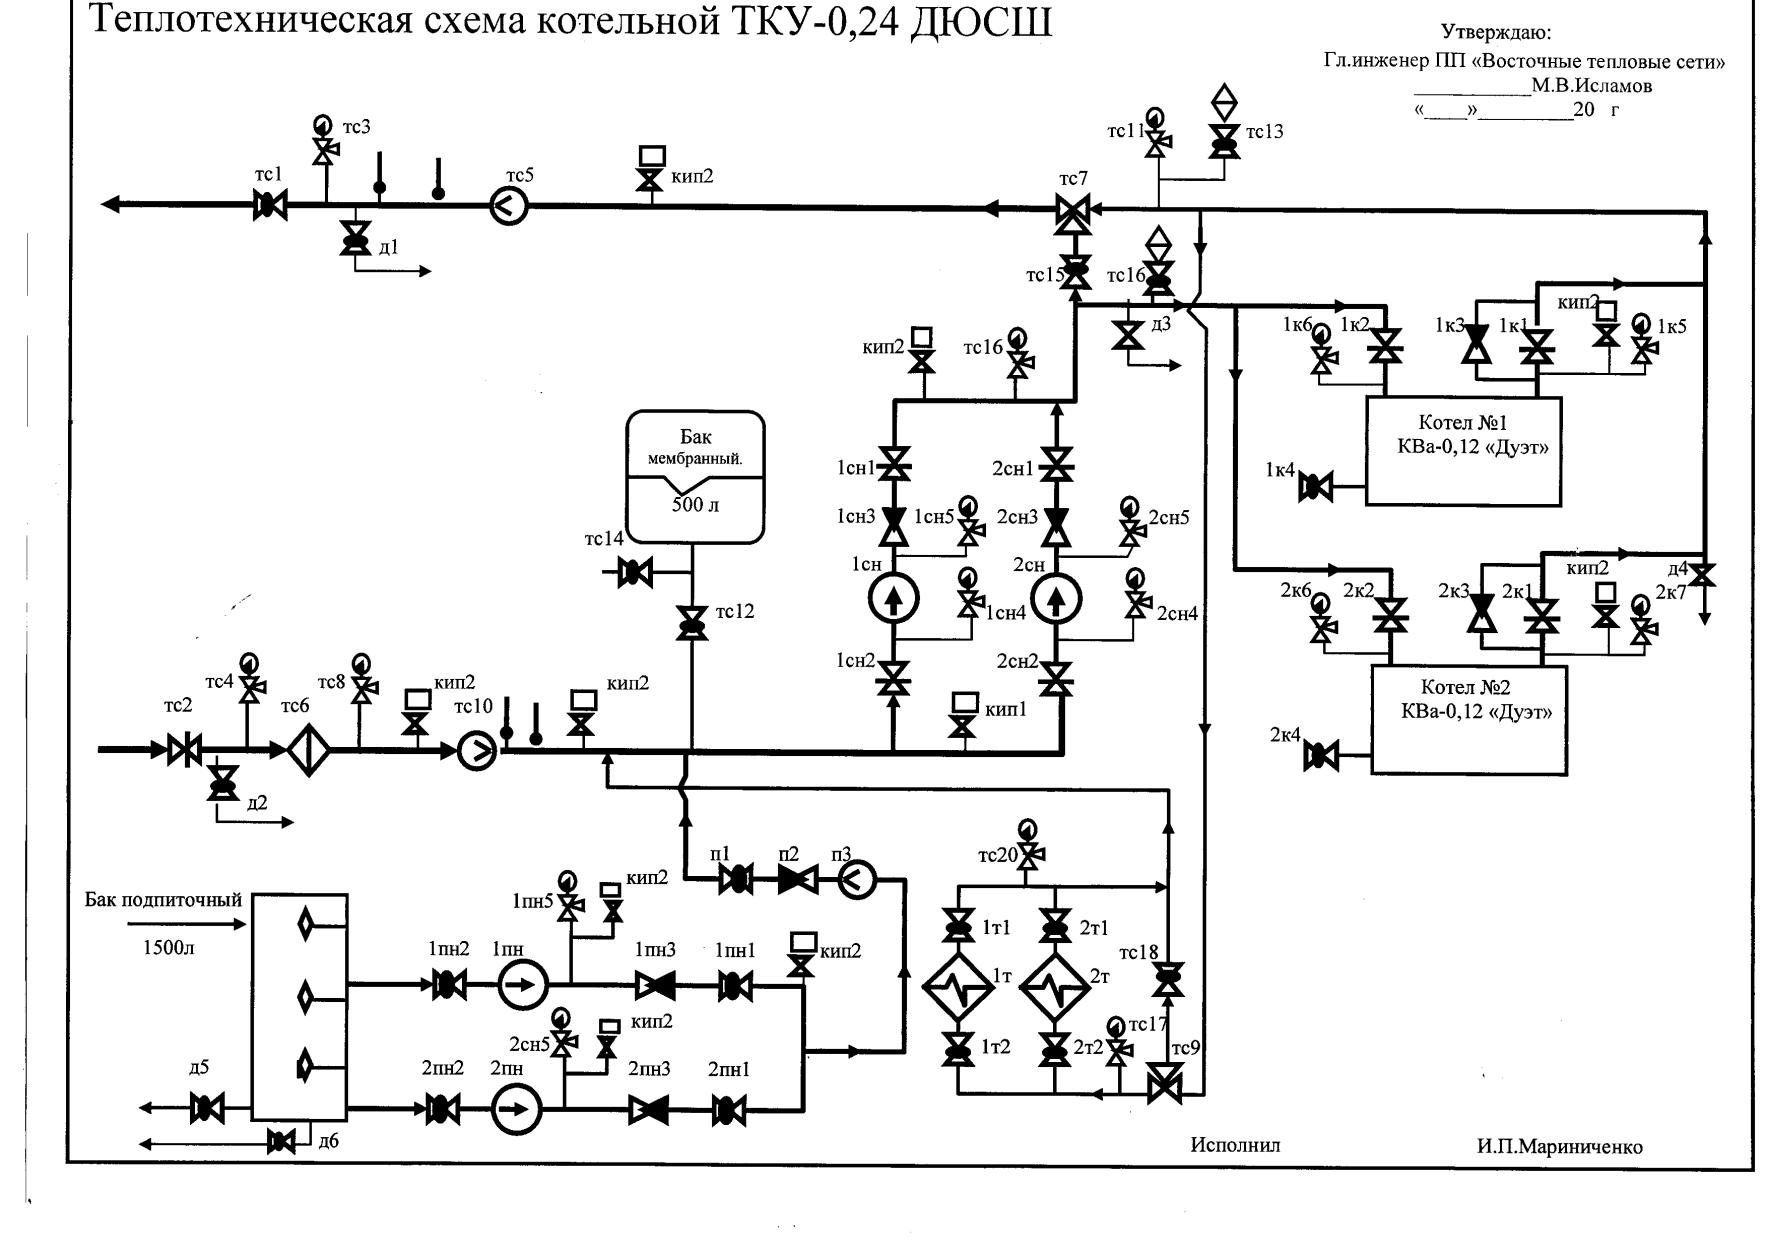 Теплотехническая схема котельной ТКУ-0,24 ДЮСШ
Утверждаю:
Гл.инженер ПП «Восточные тепловые сети»
___________М.В.Исламов
«____»_________20 г
тс3
тс11
тс13
тс1
тс5
кип2
тс7
д1
тс15
тс16
кип2
д3
1к6
1к2
1к3
1к1
1к5
кип2
тс16
Котел №1
КВа-0,12 «Дуэт»
Бак
мембранный.
500 л
1сн1
2сн1
1к4
1сн3
1сн5
2сн3
2сн5
тс14
1сн
2сн
кип2
д4
2к6
2к2
2к3
2к1
2к7
тс12
1сн4
2сн4
1сн2
2сн2
тс4
тс8
кип2
кип2
Котел №2
КВа-0,12 «Дуэт»
тс2
тс6
тс10
кип1
2к4
д2
п1
п2
п3
тс20
кип2
Бак подпиточный
1500л
1пн5
1т1
2т1
1пн2
1пн
1пн3
1пн1
кип2
тс18
1т
2т
кип2
тс17
2сн5
1т2
2т2
тс9
д5
2пн2
2пн
2пн3
2пн1
д6
Исполнил
И.П.Мариниченко